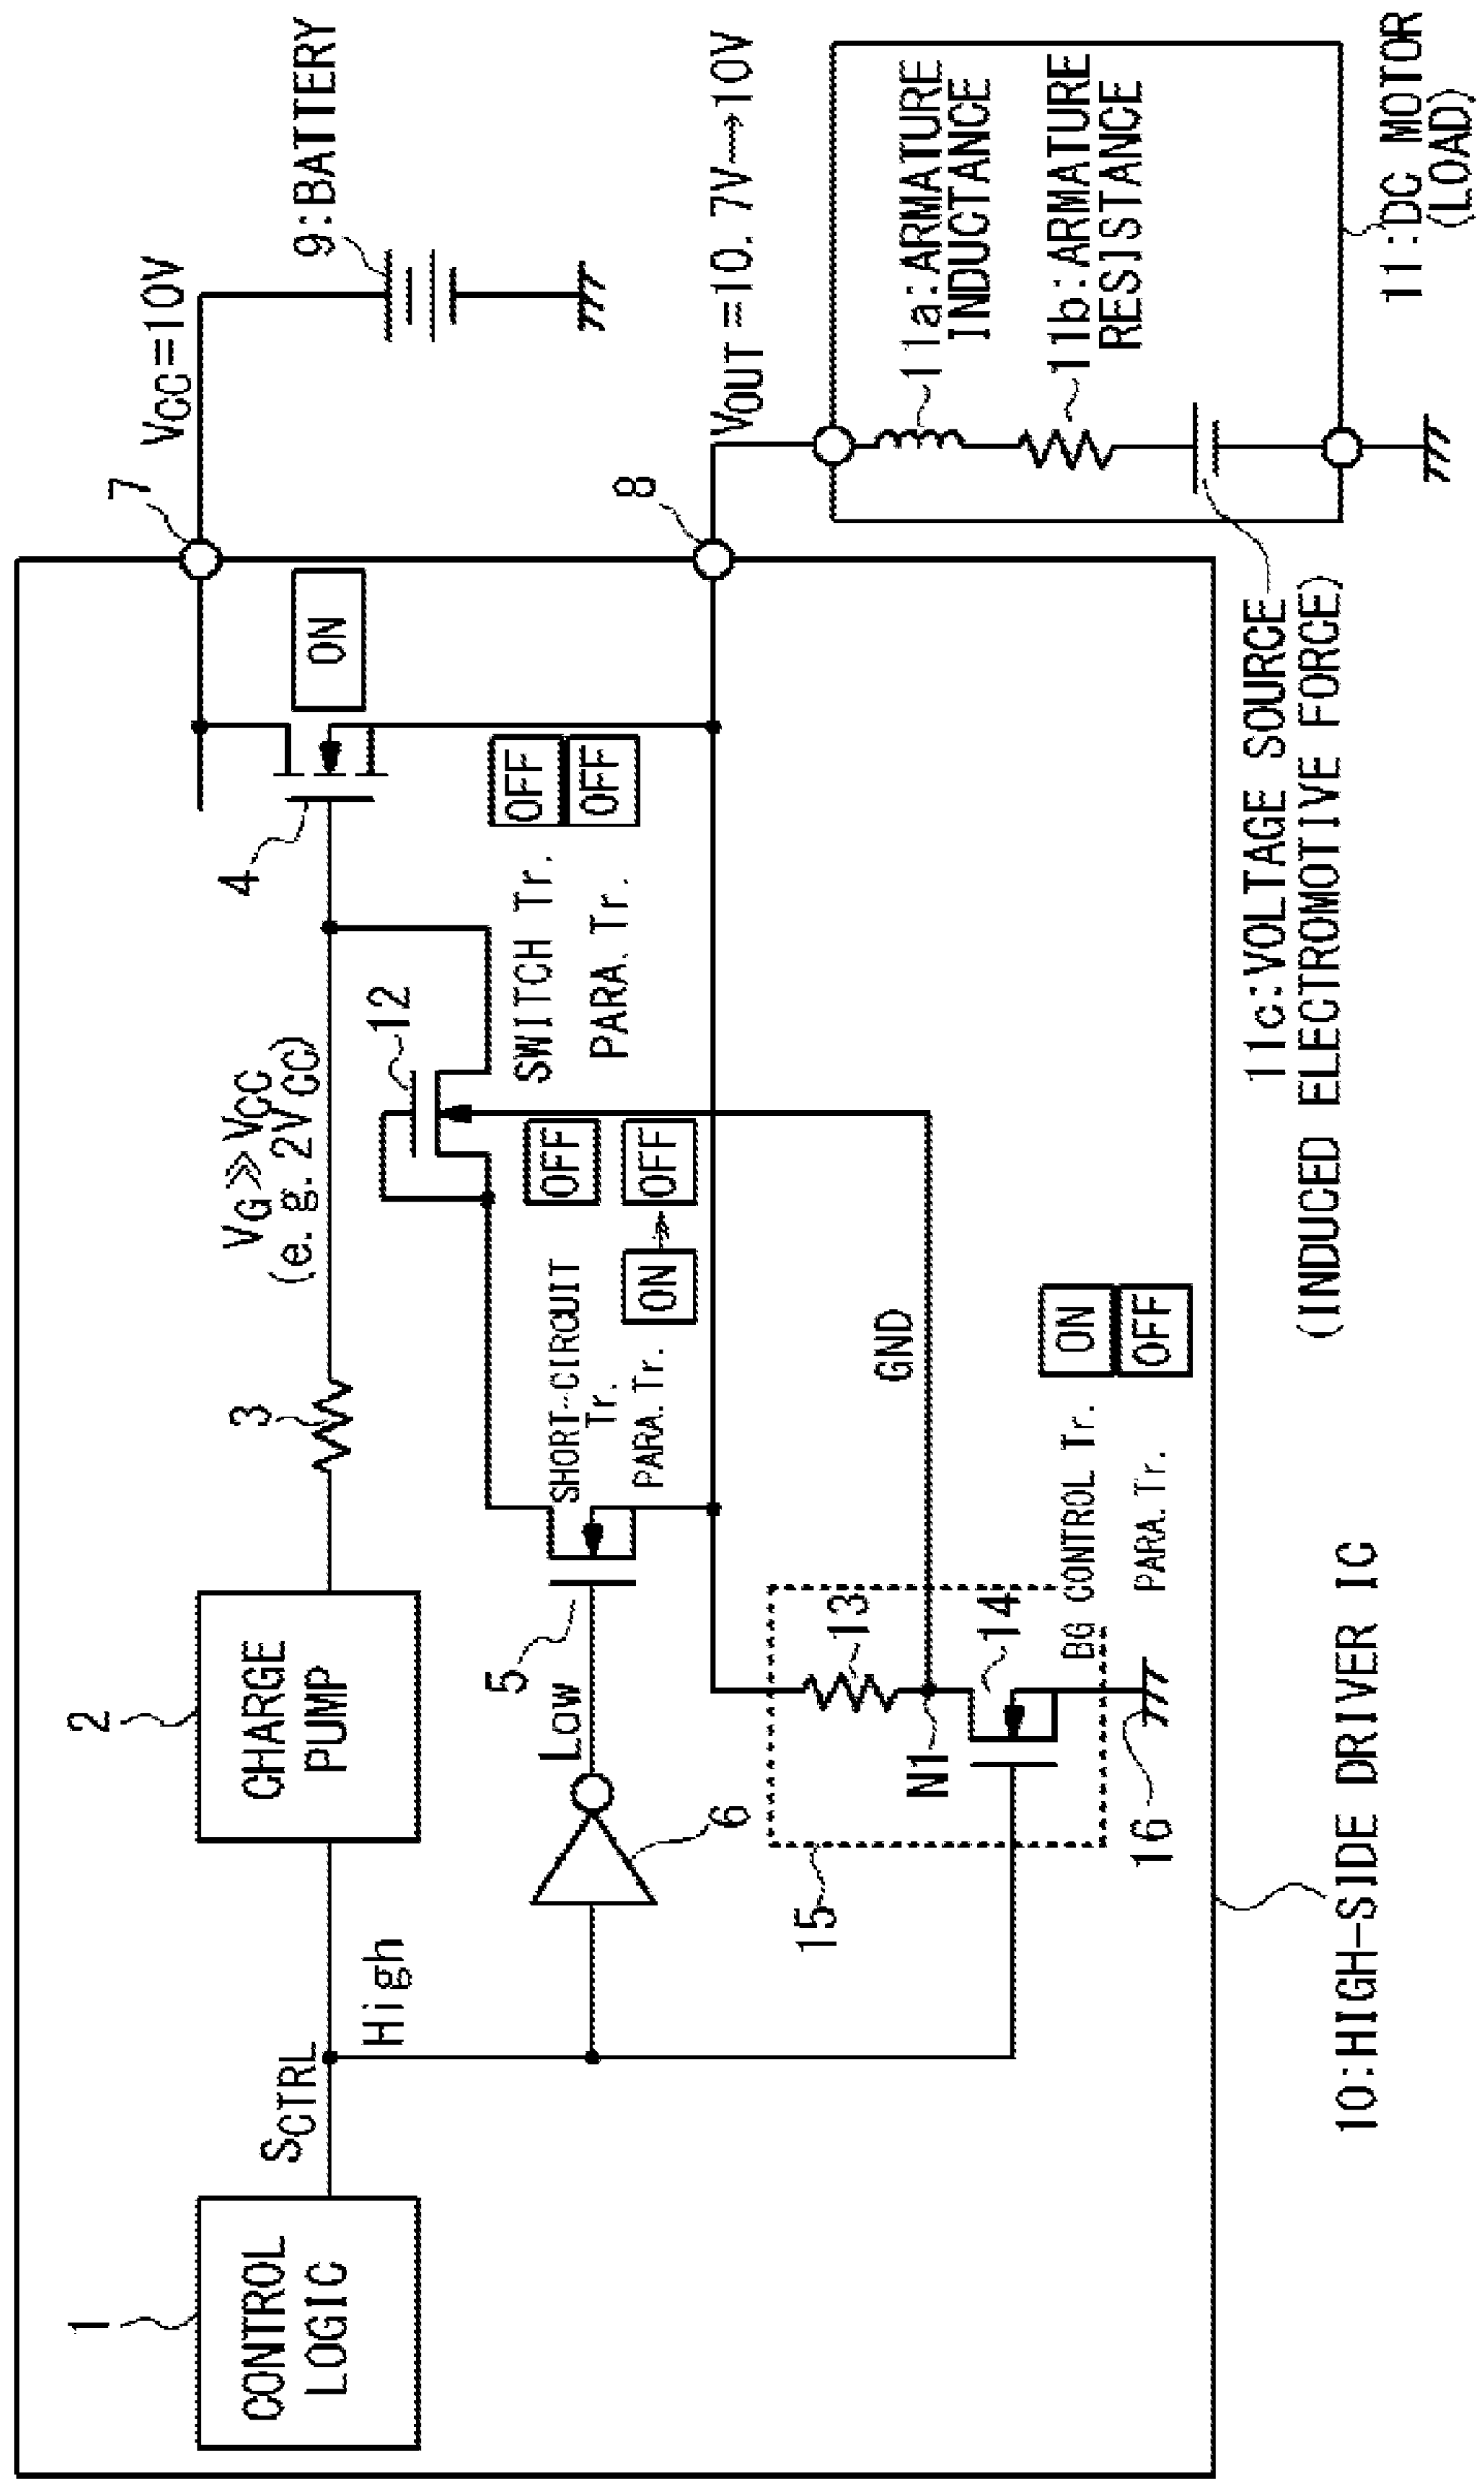 1
CONTROL
LOGIC
SCTRL
High
2
CHARGE
PUMP
3
VG≫VCC
(e.g. 2VCC)
4
ON
7
VCC=10V
9:BATTERY
12
SWITCH Tr.
OFF
PARA. Tr.
OFF
5
Low
6
SHORT-CIRCUIT
Tr.
OFF
PARA. Tr.
ON → OFF
8
VOUT =10. 7V→10V
11a:ARMATURE
INDUCTANCE
11b:ARMATURE
RESISTANCE
11:DC MOTOR
(LOAD)
11c:VOLTAGE SOURCE
(INDUCED ELECTROMOTIVE FORCE)
GND
13
N1
14
15
16
BG CONTROL Tr.
ON
PARA. Tr.
OFF
10:HIGH-SIDE DRIVER IC